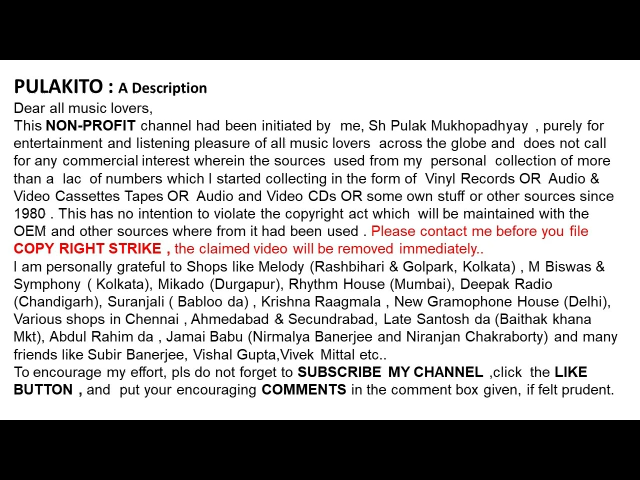 PULAKITO : A Description
Dear all music lovers,
This NON-PROFIT channel had been initiated by me, Sh Pulak Mukhopadhyay , purely for
entertainment and listening pleasure of all music lovers across the globe and does not call
for any commercial interest wherein the sources used from my personal collection of more
than a lac of numbers which I started collecting in the form of Vinyl Records OR Audio &
Video Cassettes Tapes OR Audio and Video CDs OR some own stuff or other sources since
1980 . This has no intention to violate the copyright act which will be maintained with the
OEM and other sources where from it had been used . Please contact me before you file
COPY RIGHT STRIKE , the claimed video will be removed immediately..
I am personally grateful to Shops like Melody (Rashbihari & Golpark, Kolkata) , M Biswas &
Symphony ( Kolkata), Mikado (Durgapur), Rhythm House (Mumbai), Deepak Radio
(Chandigarh), Suranjali ( Babloo da) , Krishna Raagmala , New Gramophone House (Delhi),
Various shops in Chennai , Ahmedabad & Secundrabad, Late Santosh da (Baithak khana
Mkt), Abdul Rahim da , Jamai Babu (Nirmalya Banerjee and Niranjan Chakraborty) and many
friends like Subir Banerjee, Vishal Gupta,Vivek Mittal etc..
To encourage my effort, pls do not forget to SUBSCRIBE MY CHANNEL ,click the LIKE
BUTTON , and put your encouraging COMMENTS in the comment box given, if felt prudent.